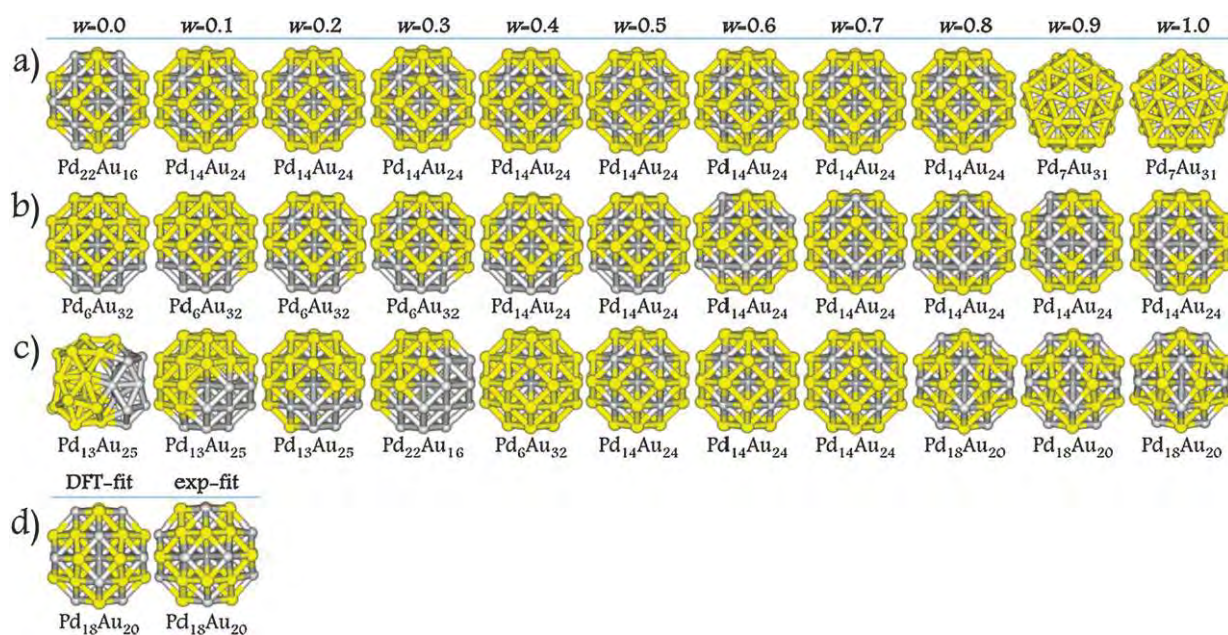 w=0.0 w=0.1 w=0.2 w=0.3 w=0.4 w=0.5 w=0.6 w=0.7 w=0.8 w=0.9 w=1.0
a)
Pd₂₂Au₁₆ Pd₁₄Au₂₄ Pd₁₄Au₂₄ Pd₁₄Au₂₄ Pd₁₄Au₂₄ Pd₁₄Au₂₄ Pd₁₄Au₂₄ Pd₁₄Au₂₄ Pd₁₄Au₂₄ Pd₇Au₃₁ Pd₇Au₃₁
b)
Pd₆Au₃₂ Pd₆Au₃₂ Pd₆Au₃₂ Pd₆Au₃₂ Pd₁₄Au₂₄ Pd₁₄Au₂₄ Pd₁₄Au₂₄ Pd₁₄Au₂₄ Pd₁₄Au₂₄ Pd₁₄Au₂₄ Pd₁₄Au₂₄
c)
Pd₁₃Au₂₅ Pd₁₃Au₂₅ Pd₁₃Au₂₅ Pd₂₂Au₁₆ Pd₆Au₃₂ Pd₁₄Au₂₄ Pd₁₄Au₂₄ Pd₁₄Au₂₄ Pd₁₈Au₂₀ Pd₁₈Au₂₀ Pd₁₈Au₂₀
DFT-fit exp-fit
d)
Pd₁₈Au₂₀ Pd₁₈Au₂₀